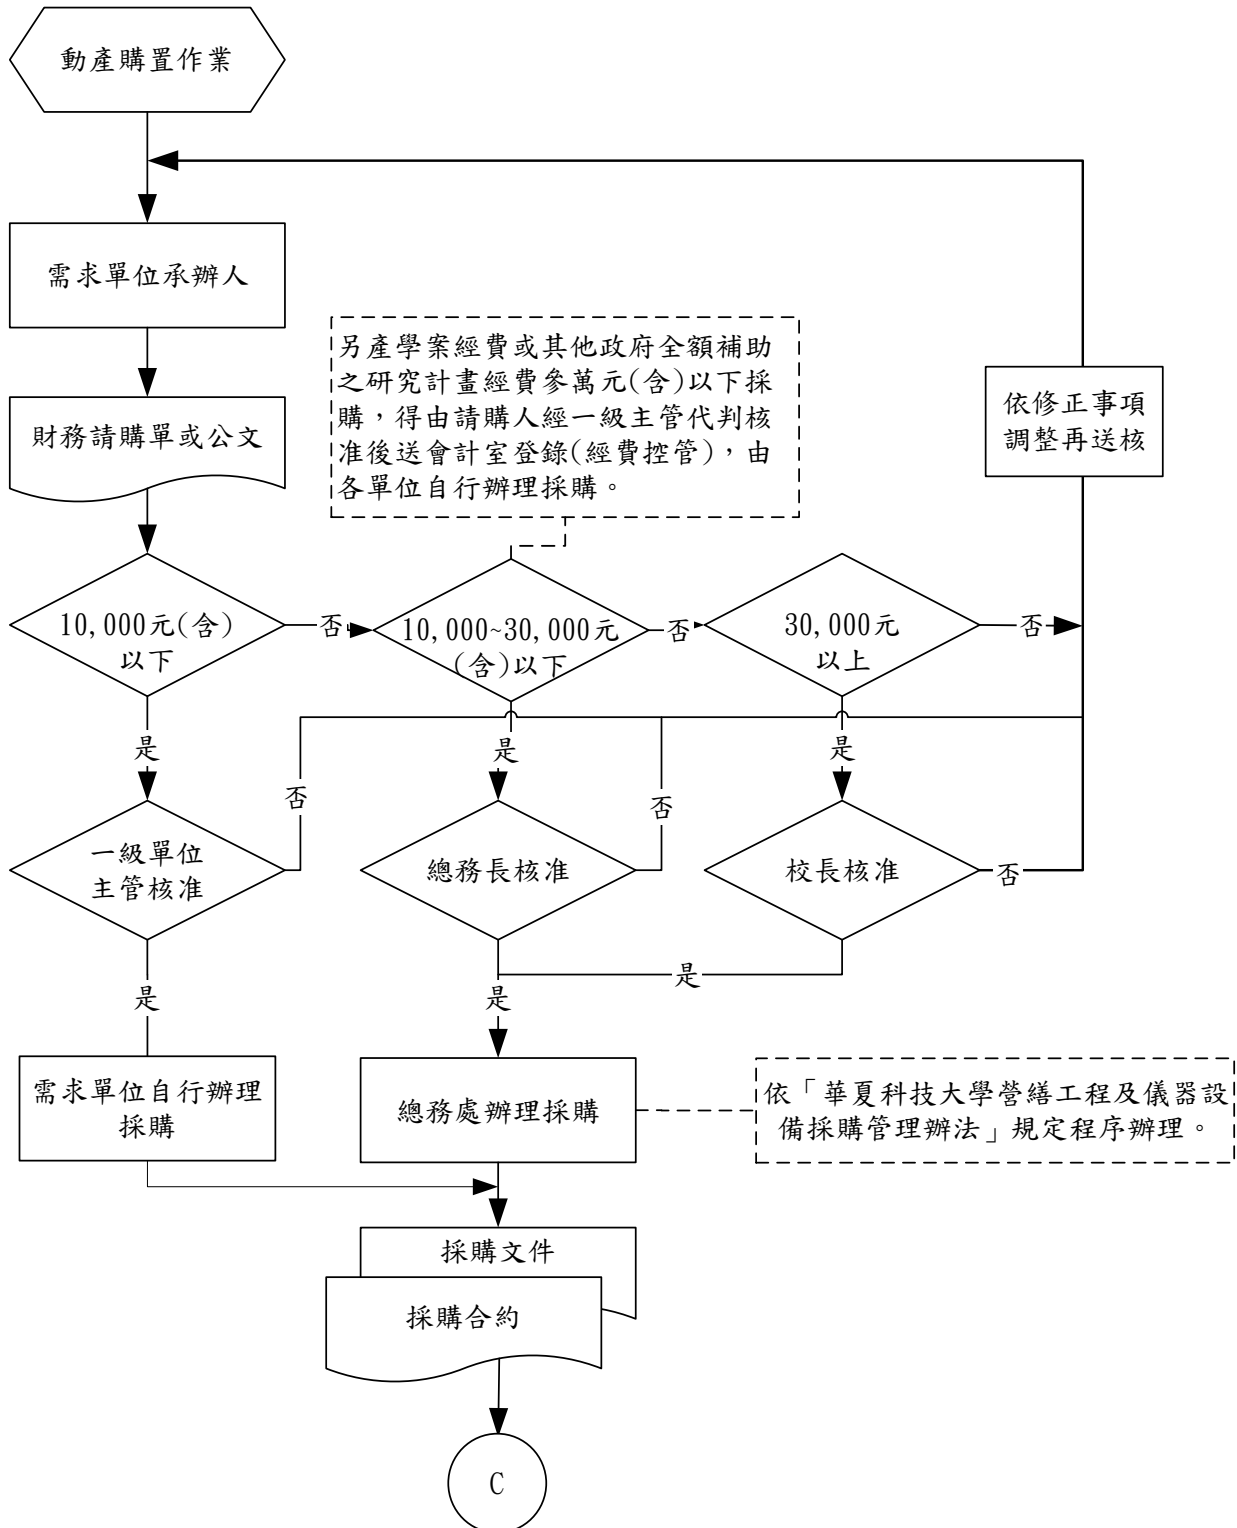 動產購置作業
需求單位承辦人
另產學案經費或其他政府全額補助
之研究計畫經費參萬元(含)以下採
購，得由請購人經一級主管代判核
准後送會計室登錄(經費控管)，由
各單位自行辦理採購。
依修正事項
調整再送核
財務請購單或公文
10,000元(含)
以下
否
10,000~30,000元
(含)以下
否
30,000元
以上
否
是
是
是
否
否
一級單位
主管核准
總務長核准
校長核准
否
是
是
是
需求單位自行辦理
採購
總務處辦理採購
依「華夏科技大學營繕工程及儀器設
備採購管理辦法」規定程序辦理。
採購文件
採購合約
C